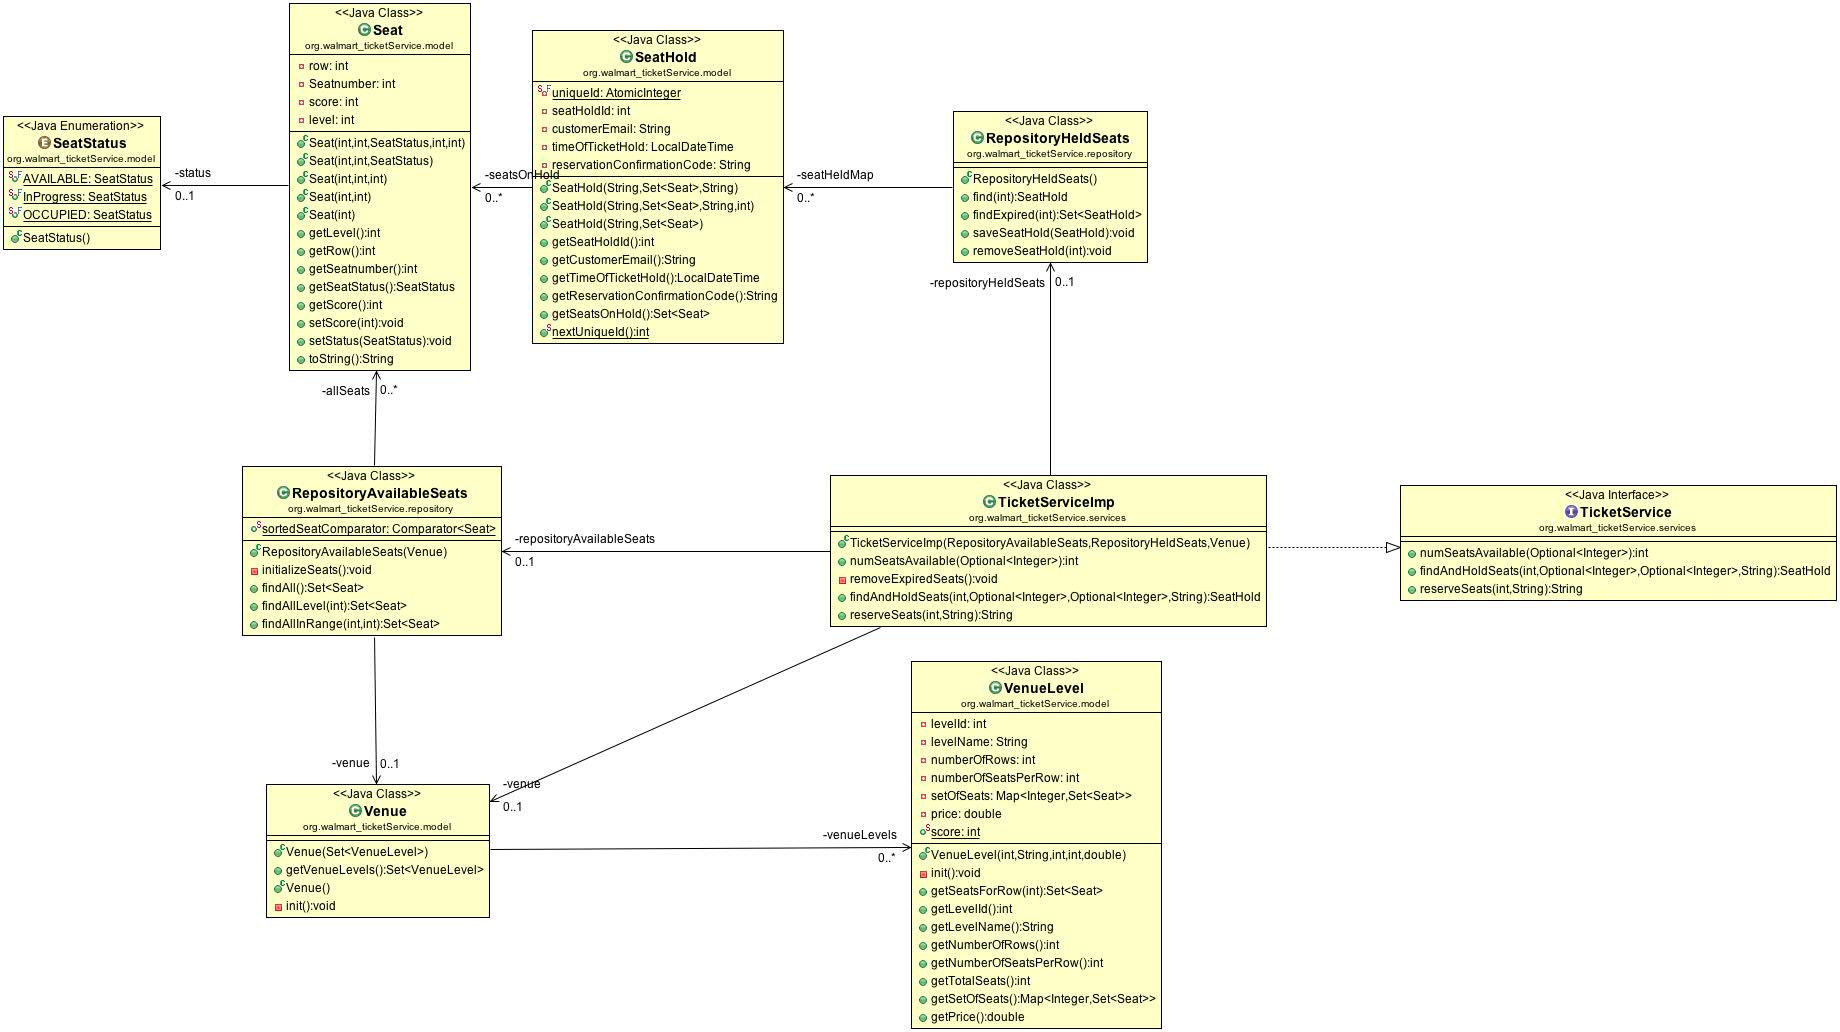 <<Java Class>>
Seat
org.walmart_ticketService.model
row: int
Seatnumber: int
score: int
level: int
Seat(int,int,SeatStatus,int,int)
Seat(int,int,SeatStatus)
Seat(int,int,int)
Seat(int,int)
Seat(int)
getLevel():int
getRow():int
getSeatnumber():int
getSeatStatus():SeatStatus
getScore():int
setScore(int):void
setStatus(SeatStatus):void
toString():String
<<Java Class>>
SeatHold
org.walmart_ticketService.model
uniqueId: AtomicInteger
seatHoldId: int
customerEmail: String
timeOfTicketHold: LocalDateTime
reservationConfirmationCode: String
SeatHold(String,Set<Seat>,String)
SeatHold(String,Set<Seat>,String,int)
SeatHold(String,Set<Seat>)
getSeatHoldId():int
getCustomerEmail():String
getTimeOfTicketHold():LocalDateTime
getReservationConfirmationCode():String
getSeatsOnHold():Set<Seat>
nextUniqueId():int
<<Java Enumeration>>
SeatStatus
org.walmart_ticketService.model
AVAILABLE: SeatStatus
InProgress: SeatStatus
OCCUPIED: SeatStatus
SeatStatus()
-status
0..1
-seatsOnHold
0..*
<<Java Class>>
RepositoryHeldSeats
org.walmart_ticketService.repository
RepositoryHeldSeats()
find(int):SeatHold
findExpired(int):Set<SeatHold>
saveSeatHold(SeatHold):void
removeSeatHold(int):void
-seatHeldMap
0..*
-repositoryHeldSeats
0..1
-allSeats
0..*
<<Java Class>>
RepositoryAvailableSeats
org.walmart_ticketService.repository
sortedSeatComparator: Comparator<Seat>
RepositoryAvailableSeats(Venue)
initializeSeats():void
findAll():Set<Seat>
findAllLevel(int):Set<Seat>
findAllInRange(int,int):Set<Seat>
-repositoryAvailableSeats
0..1
<<Java Class>>
TicketServiceImp
org.walmart_ticketService.services
TicketServiceImp(RepositoryAvailableSeats,RepositoryHeldSeats,Venue)
numSeatsAvailable(Optional<Integer>):int
removeExpiredSeats():void
findAndHoldSeats(int,Optional<Integer>,Optional<Integer>,String):SeatHold
reserveSeats(int,String):String
<<Java Interface>>
TicketService
org.walmart_ticketService.services
numSeatsAvailable(Optional<Integer>):int
findAndHoldSeats(int,Optional<Integer>,Optional<Integer>,String):SeatHold
reserveSeats(int,String):String
-venue
0..1
-venue
0..1
<<Java Class>>
Venue
org.walmart_ticketService.model
Venue(Set<VenueLevel>)
getVenueLevels():Set<VenueLevel>
Venue()
init():void
-venueLevels
0..*
<<Java Class>>
VenueLevel
org.walmart_ticketService.model
levelId: int
levelName: String
numberOfRows: int
numberOfSeatsPerRow: int
setOfSeats: Map<Integer,Set<Seat>>
price: double
score: int
VenueLevel(int,String,int,int,double)
init():void
getSeatsForRow(int):Set<Seat>
getLevelId():int
getLevelName():String
getNumberOfRows():int
getNumberOfSeatsPerRow():int
getTotalSeats():int
getSetOfSeats():Map<Integer,Set<Seat>>
getPrice():double